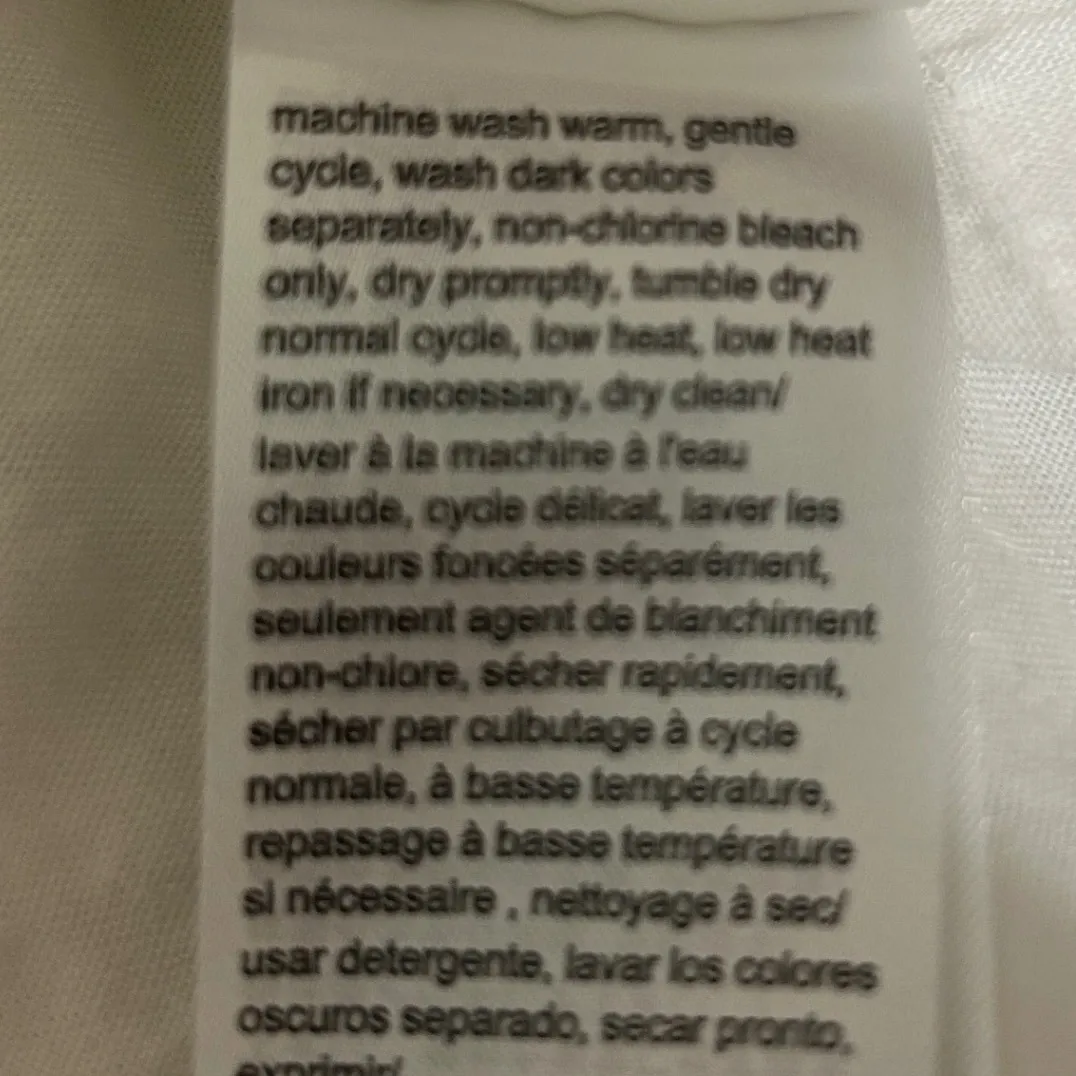 machine wash warm, gentle
cycle, wash dark colors
separately, non-chlorine bleach
only, dry promptly, tumble dry
normal cycle, low heat, low heat
iron if necessary, dry clean/
laver à la machine à l'eau
chaude, cycle délicat, laver les
couleurs foncées séparément,
seulement agent de blanchiment
non-chlore, sécher rapidement,
sécher par culbutage à cycle
normale, à basse température,
repassage à basse température
si nécessaire , nettoyage à sec/
usar detergente, lavar los colores
oscuros separado, secar pronto,
exprimir/